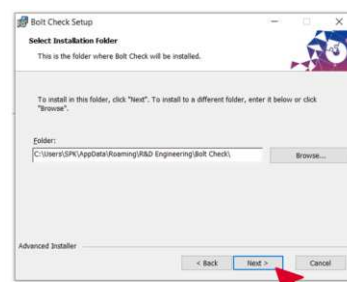 Bolt Check Setup
Select Installation Folder
This is the folder where Bolt Check will be installed.
To install in this folder, click "Next". To install to a different folder, enter it below or click
"Browse".
Folder:
C:\Users\SPK\AppData\Roaming\R&D Engineering\Bolt Check\
Browse...
Advanced Installer
< Back
Next >
Cancel